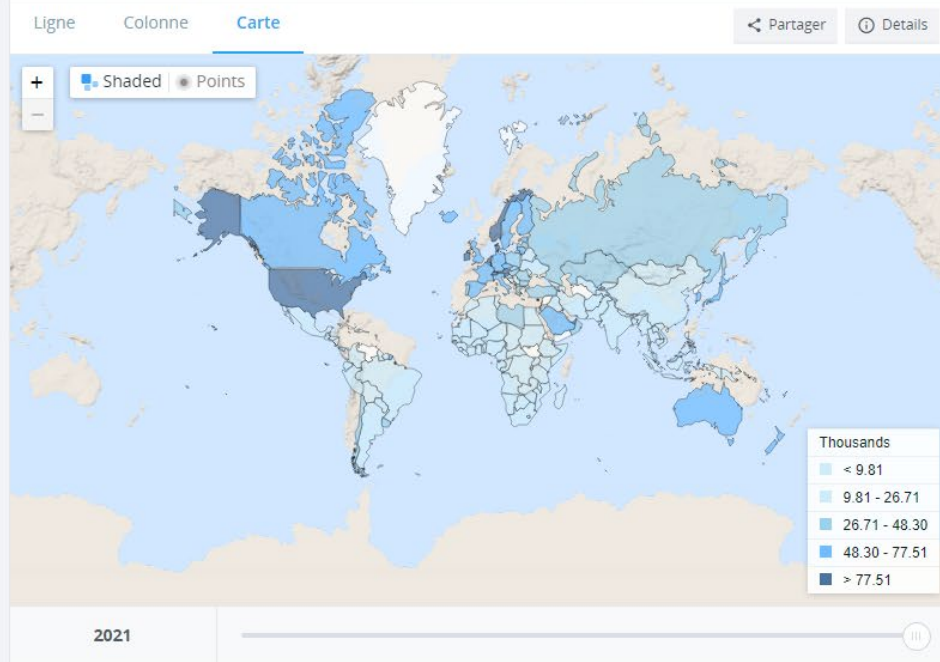 Ligne Colonne Carte Partager Details
+ Shaded Points
−
Thousands
< 9.81
9.81 - 26.71
26.71 - 48.30
48.30 - 77.51
> 77.51
2021